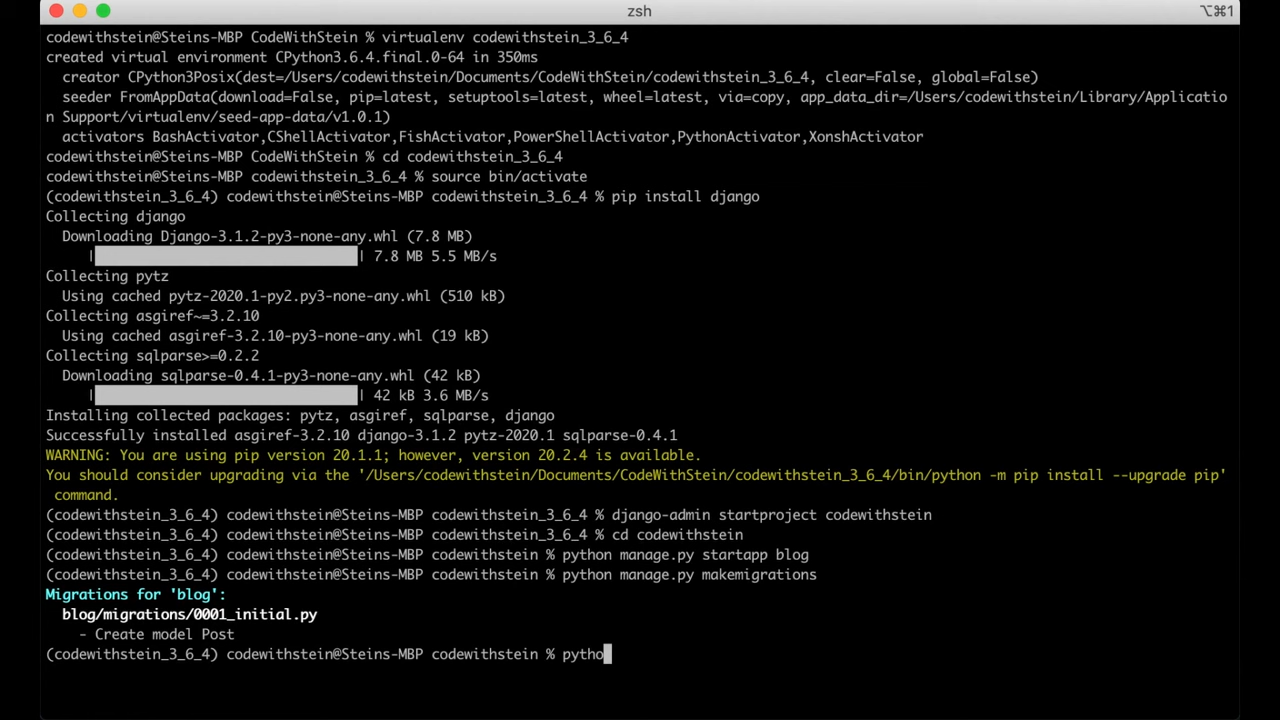 zsh
⌥⌘1
codewithstein@Steins-MBP CodeWithStein % virtualenv codewithstein_3_6_4
created virtual environment CPython3.6.4.final.0-64 in 350ms
  creator CPython3Posix(dest=/Users/codewithstein/Documents/CodeWithStein/codewithstein_3_6_4, clear=False, global=False)
  seeder FromAppData(download=False, pip=latest, setuptools=latest, wheel=latest, via=copy, app_data_dir=/Users/codewithstein/Library/Applicatio
n Support/virtualenv/seed-app-data/v1.0.1)
  activators BashActivator,CShellActivator,FishActivator,PowerShellActivator,PythonActivator,XonshActivator
codewithstein@Steins-MBP CodeWithStein % cd codewithstein_3_6_4
codewithstein@Steins-MBP codewithstein_3_6_4 % source bin/activate
(codewithstein_3_6_4) codewithstein@Steins-MBP codewithstein_3_6_4 % pip install django
Collecting django
  Downloading Django-3.1.2-py3-none-any.whl (7.8 MB)
     |████████████████████████████████| 7.8 MB 5.5 MB/s
Collecting pytz
  Using cached pytz-2020.1-py2.py3-none-any.whl (510 kB)
Collecting asgiref~=3.2.10
  Using cached asgiref-3.2.10-py3-none-any.whl (19 kB)
Collecting sqlparse>=0.2.2
  Downloading sqlparse-0.4.1-py3-none-any.whl (42 kB)
     |████████████████████████████████| 42 kB 3.6 MB/s
Installing collected packages: pytz, asgiref, sqlparse, django
Successfully installed asgiref-3.2.10 django-3.1.2 pytz-2020.1 sqlparse-0.4.1
WARNING: You are using pip version 20.1.1; however, version 20.2.4 is available.
You should consider upgrading via the '/Users/codewithstein/Documents/CodeWithStein/codewithstein_3_6_4/bin/python -m pip install --upgrade pip'
 command.
(codewithstein_3_6_4) codewithstein@Steins-MBP codewithstein_3_6_4 % django-admin startproject codewithstein
(codewithstein_3_6_4) codewithstein@Steins-MBP codewithstein_3_6_4 % cd codewithstein
(codewithstein_3_6_4) codewithstein@Steins-MBP codewithstein % python manage.py startapp blog
(codewithstein_3_6_4) codewithstein@Steins-MBP codewithstein % python manage.py makemigrations
Migrations for 'blog':
  blog/migrations/0001_initial.py
    - Create model Post
(codewithstein_3_6_4) codewithstein@Steins-MBP codewithstein % pytho